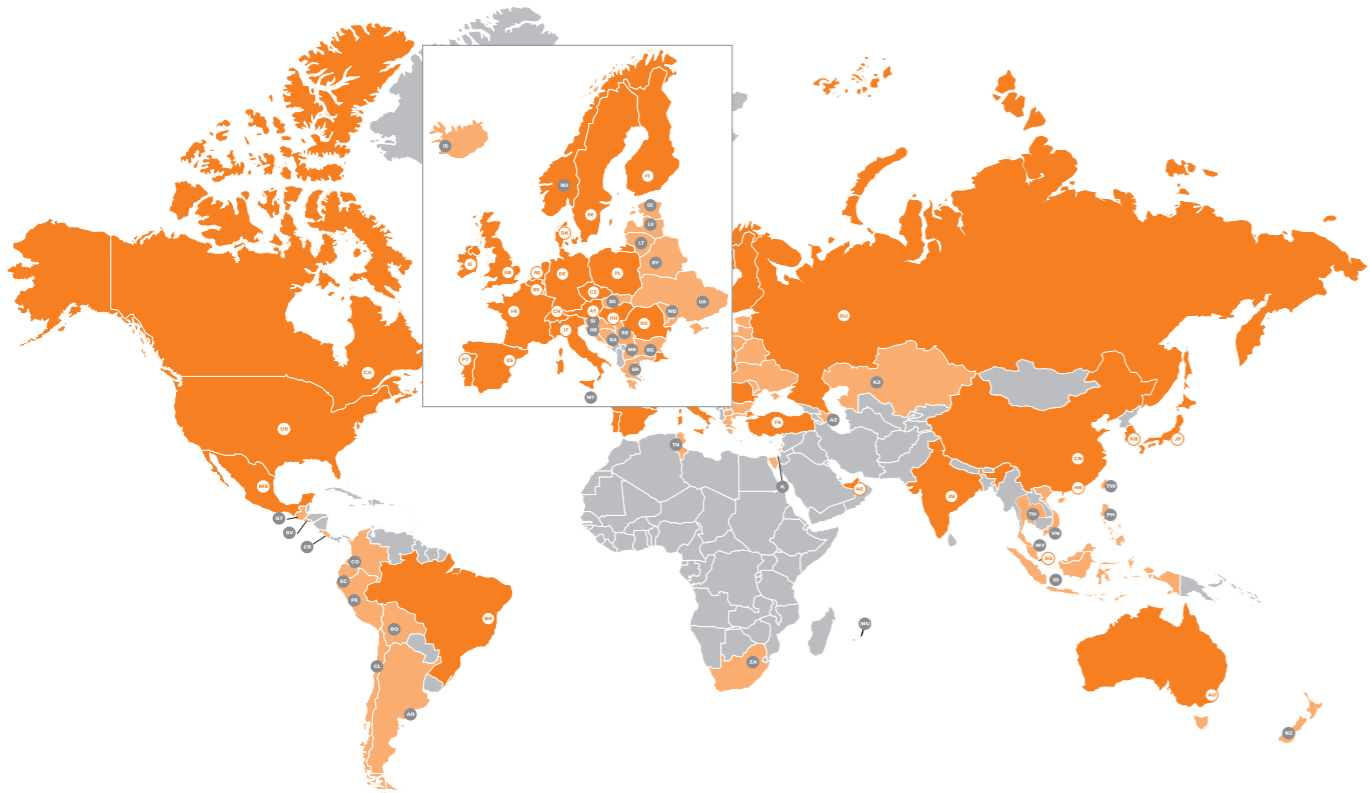 IS
NO
FI
SE
EE
LV
DK
LT
BY
IL
GB
NL
DE
PL
BE
CZ
SK
UA
FR
CH
AT
HU
MD
SI
RO
HR
RS
IT
BA
MK
BG
PT
ES
GR
MT
RU
CA
KZ
US
TR
AZ
TN
KR
JP
CN
MX
IL
AE
IN
HK
TW
GT
SV
CS
TH
PH
VN
MY
SG
CO
EC
ID
PE
BR
BO
MU
CL
ZA
AR
AU
NZ